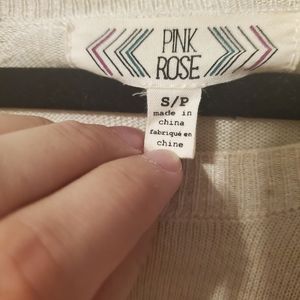 PINK
ROSE
S/P
made in
china
fabriqué en
chine